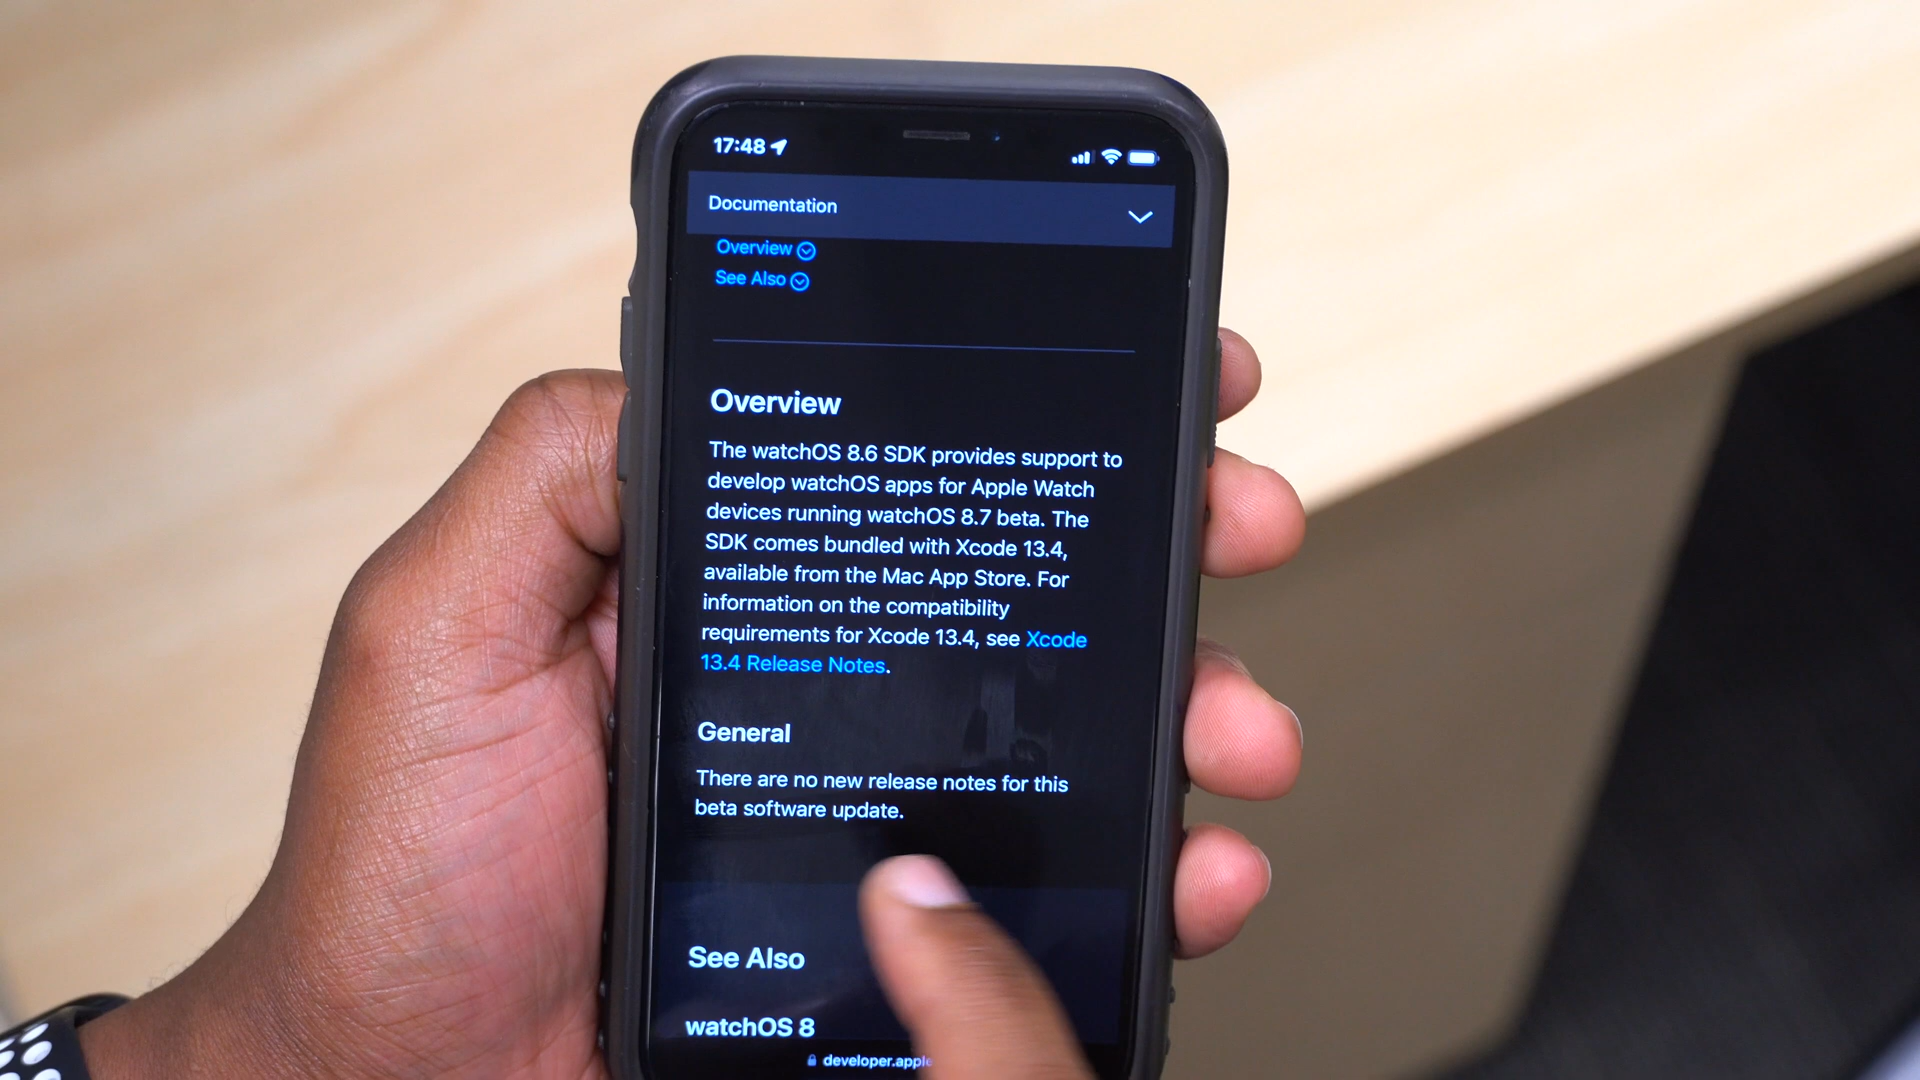 17:48
Documentation
Overview
See Also
Overview
The watchOS 8.6 SDK provides support to
develop watchOS apps for Apple Watch
devices running watchOS 8.7 beta. The
SDK comes bundled with Xcode 13.4,
available from the Mac App Store. For
information on the compatibility
requirements for Xcode 13.4, see Xcode
13.4 Release Notes.
General
There are no new release notes for this
beta software update.
See Also
watchOS 8
developer.apple